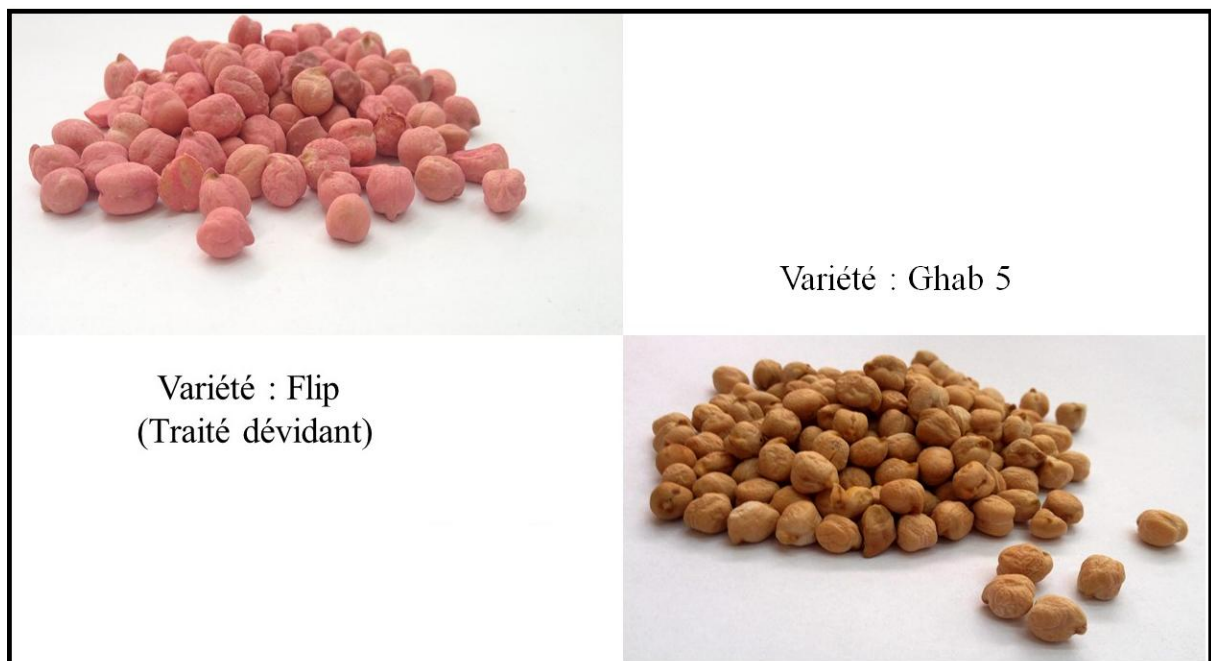 Variété : Ghab 5
Variété : Flip
(Traité dévidant)